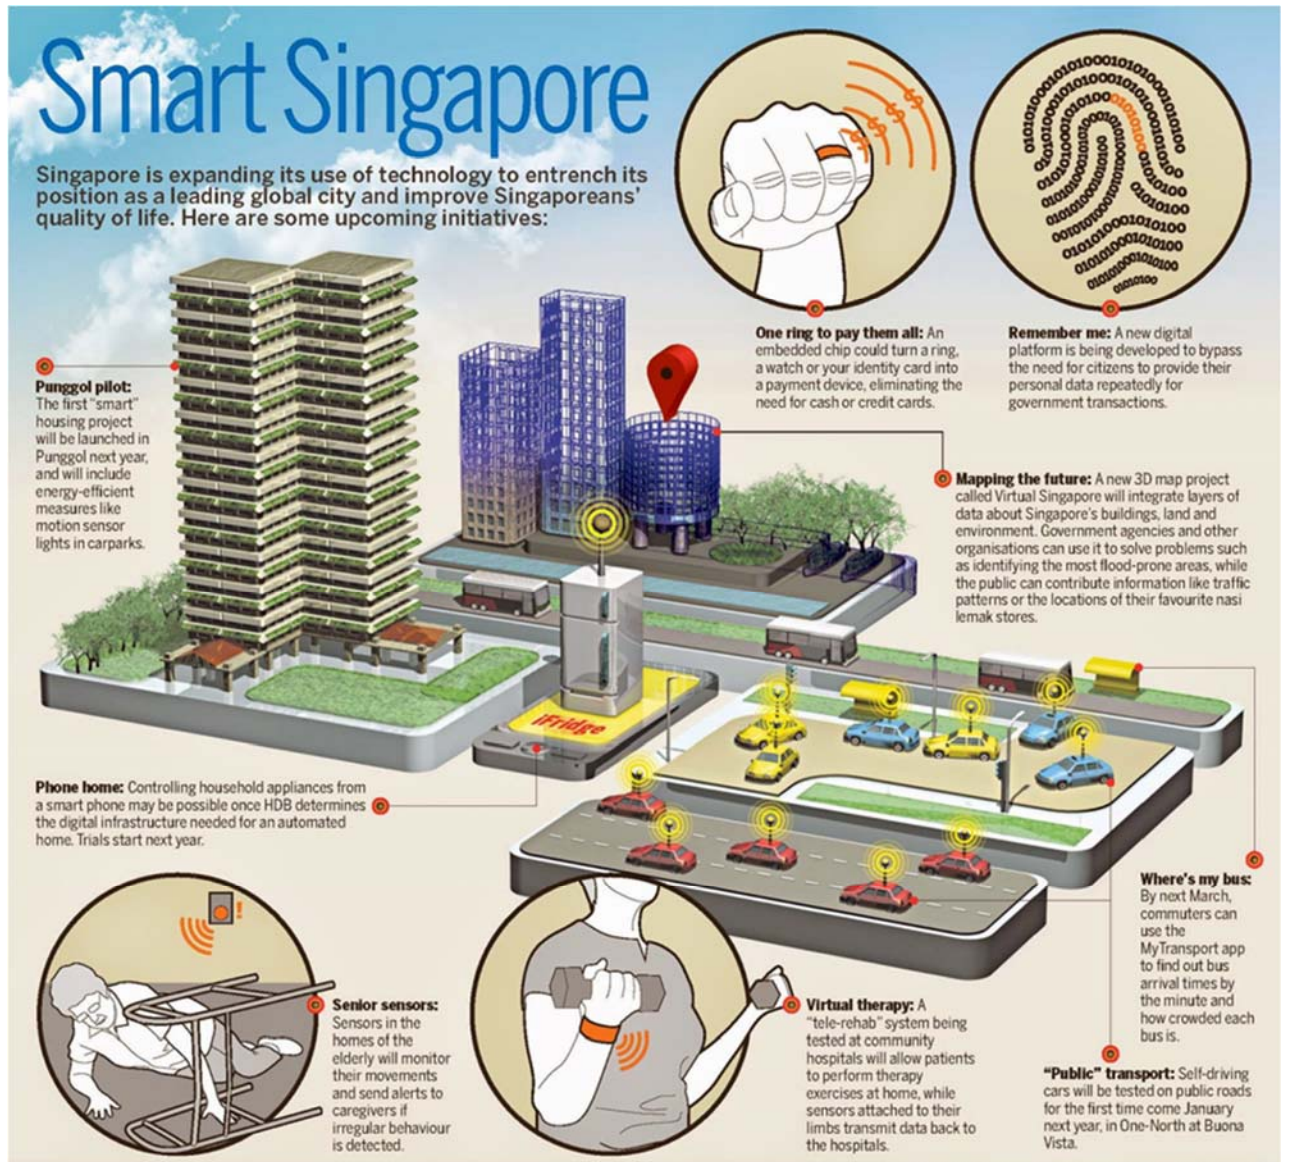 Smart Singapore
Singapore is expanding its use of technology to entrench its
position as a leading global city and improve Singaporeans'
quality of life. Here are some upcoming initiatives:
One ring to pay them all: An
embedded chip could turn a ring,
a watch or your identity card into
a payment device, eliminating the
need for cash or credit cards.
Remember me: A new digital
platform is being developed to bypass
the need for citizens to provide their
personal data repeatedly for
government transactions.
Punggol pilot:
The first "smart"
housing project
will be launched in
Punggol next year,
and will include
energy-efficient
measures like
motion sensor
lights in carparks.
Mapping the future: A new 3D map project
called Virtual Singapore will integrate layers of
data about Singapore's buildings, land and
environment. Government agencies and other
organisations can use it to solve problems such
as identifying the most flood-prone areas, while
the public can contribute information like traffic
patterns or the locations of their favourite nasi
lemak stores.
iFridge
Phone home: Controlling household appliances from
a smart phone may be possible once HDB determines
the digital infrastructure needed for an automated
home. Trials start next year.
Where's my bus:
By next March,
commuters can
use the
MyTransport app
to find out bus
arrival times by
the minute and
how crowded each
bus is.
Senior sensors:
Sensors in the
homes of the
elderly will monitor
their movements
and send alerts to
caregivers if
irregular behaviour
is detected.
Virtual therapy: A
"tele-rehab" system being
tested at community
hospitals will allow patients
to perform therapy
exercises at home, while
sensors attached to their
limbs transmit data back to
the hospitals.
"Public" transport: Self-driving
cars will be tested on public roads
for the first time come January
next year, in One-North at Buona
Vista.